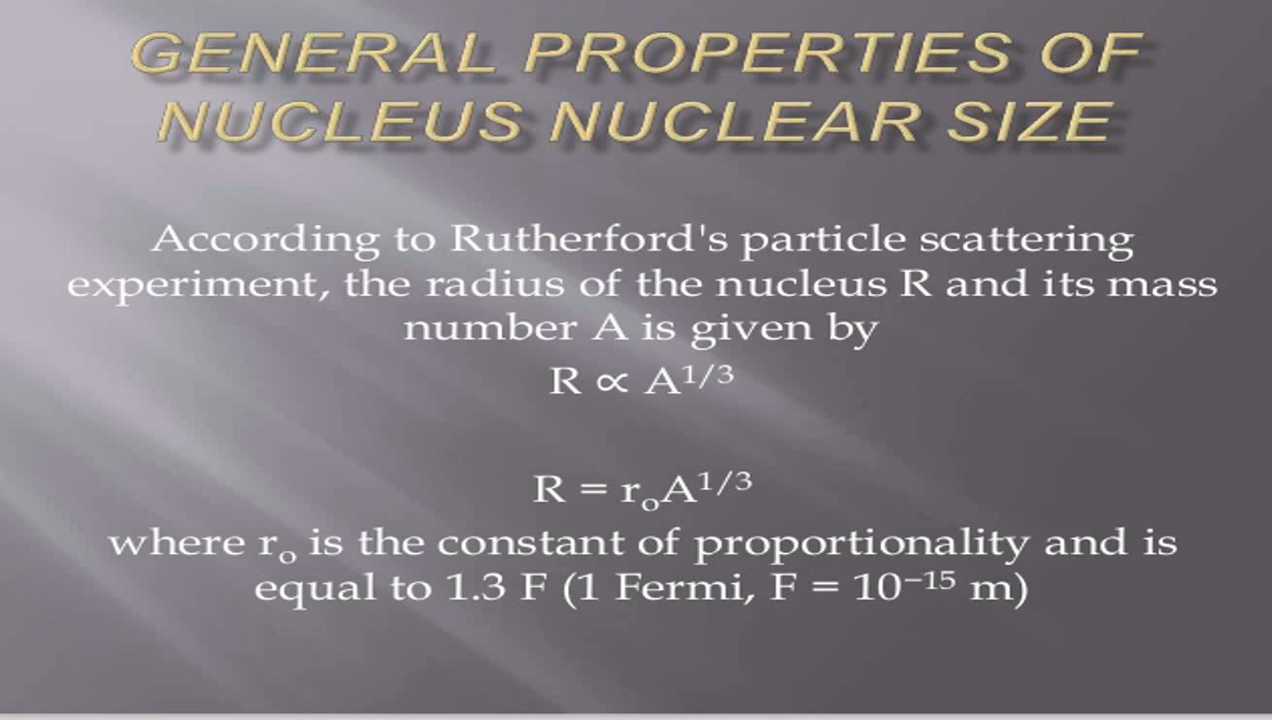 GENERAL PROPERTIES OF
NUCLEUS NUCLEAR SIZE
According to Rutherford's particle scattering
experiment, the radius of the nucleus R and its mass
number A is given by
R ∝ A¹/³
R = rₒA¹/³
where rₒ is the constant of proportionality and is
equal to 1.3 F (1 Fermi, F = 10⁻¹⁵ m)